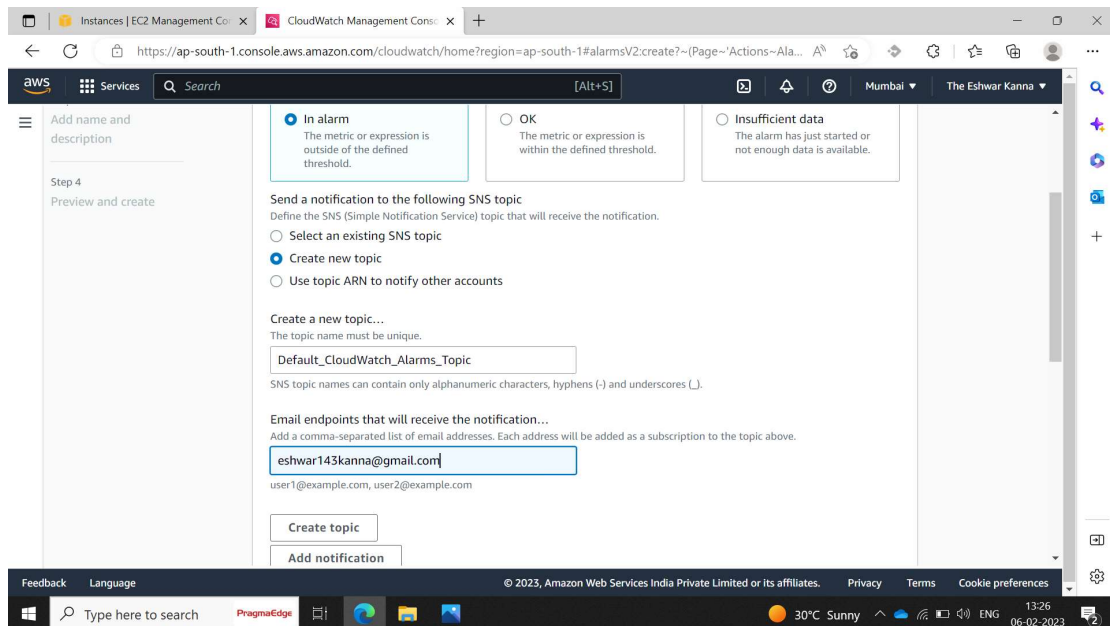 Instances | EC2 Management Con
CloudWatch Management Conso
https://ap-south-1.console.aws.amazon.com/cloudwatch/home?region=ap-south-1#alarmsV2:create?~(Page~'Actions~Ala...
aws
Services
Search
[Alt+S]
Mumbai
The Eshwar Kanna
Add name and
description
Step 4
Preview and create
In alarm
The metric or expression is
outside of the defined
threshold.
OK
The metric or expression is
within the defined threshold.
Insufficient data
The alarm has just started or
not enough data is available.
Send a notification to the following SNS topic
Define the SNS (Simple Notification Service) topic that will receive the notification.
Select an existing SNS topic
Create new topic
Use topic ARN to notify other accounts
Create a new topic...
The topic name must be unique.
Default_CloudWatch_Alarms_Topic
SNS topic names can contain only alphanumeric characters, hyphens (-) and underscores (_).
Email endpoints that will receive the notification...
Add a comma-separated list of email addresses. Each address will be added as a subscription to the topic above.
eshwar143kanna@gmail.com
user1@example.com, user2@example.com
Create topic
Add notification
Feedback
Language
© 2023, Amazon Web Services India Private Limited or its affiliates.
Privacy
Terms
Cookie preferences
Type here to search
PragmaEdge
30°C Sunny
ENG
13:26
06-02-2023
2